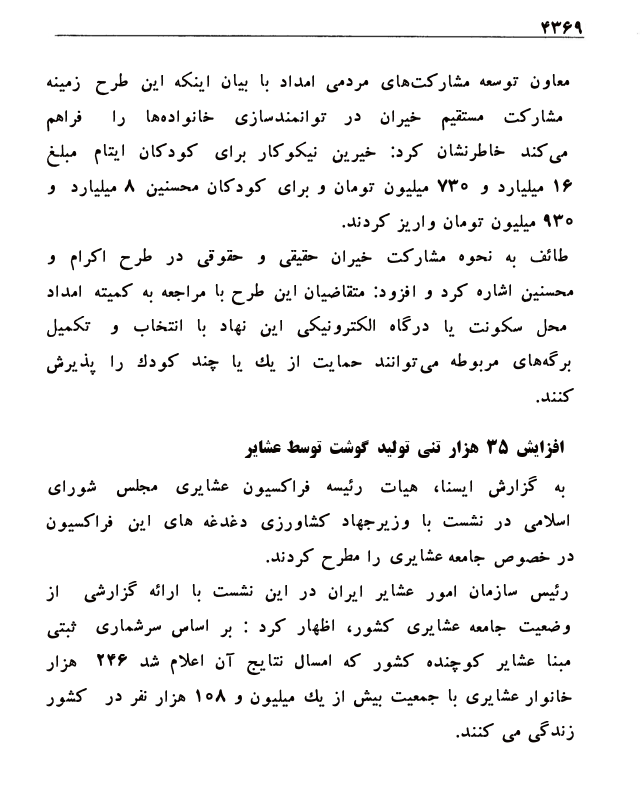 ۴۳۶۹
معاون توسعه مشارکت‌های مردمی امداد با بیان اینکه این طرح زمینه
مشارکت مستقیم خیران در توانمندسازی خانواده‌ها را فراهم
می‌کند خاطرنشان کرد: خیرین نیکوکار برای کودکان ایتام مبلغ
۱۶ میلیارد و ۷۳۰ میلیون تومان و برای کودکان محسنین ۸ میلیارد و
۹۳۰ میلیون تومان واریز کردند.
طائف به نحوه مشارکت خیران حقیقی و حقوقی در طرح اکرام و
محسنین اشاره کرد و افزود: متقاضیان این طرح با مراجعه به کمیته امداد
محل سکونت یا درگاه الکترونیکی این نهاد با انتخاب و تکمیل
برگه‌های مربوطه می‌توانند حمایت از یك یا چند کودك را پذیرش
کنند.
افزایش ۳۵ هزار تنی تولید گوشت توسط عشایر
به گزارش ایسنا، هیات رئیسه فراکسیون عشایری مجلس شورای
اسلامی در نشست با وزیرجهاد کشاورزی دغدغه های این فراکسیون
در خصوص جامعه عشایری را مطرح کردند.
رئیس سازمان امور عشایر ایران در این نشست با ارائه گزارشی از
وضعیت جامعه عشایری کشور، اظهار کرد : بر اساس سرشماری ثبتی
مبنا عشایر کوچنده کشور که امسال نتایج آن اعلام شد ۲۴۶ هزار
خانوار عشایری با جمعیت بیش از یك میلیون و ۱۰۸ هزار نفر در کشور
زندگی می کنند.